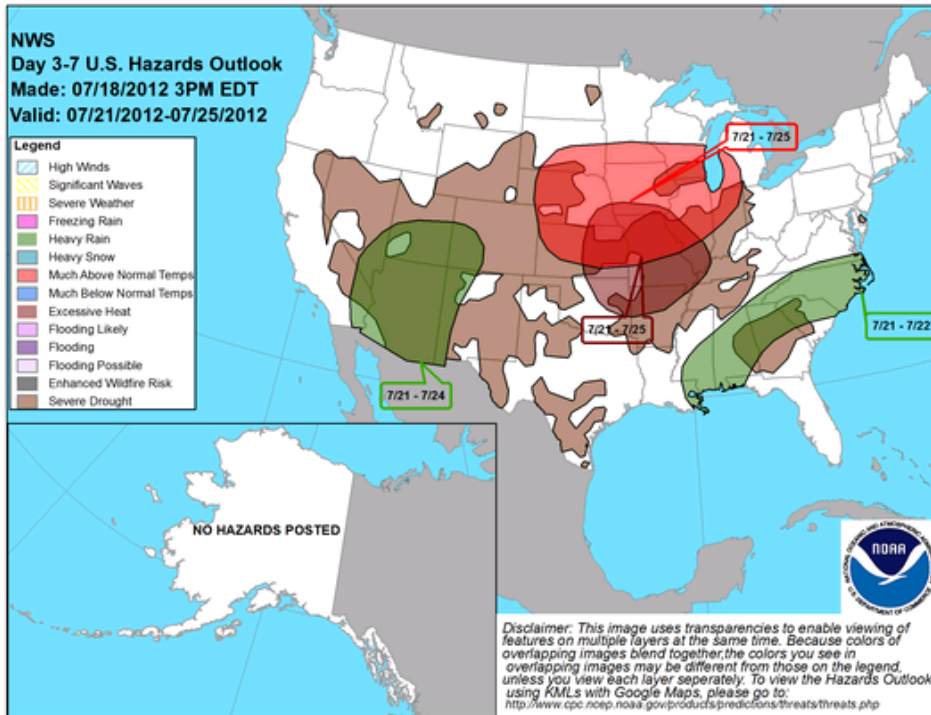 NWS
Day 3-7 U.S. Hazards Outlook
Made: 07/18/2012 3PM EDT
Valid: 07/21/2012-07/25/2012
Legend
High Winds
Significant Waves
Severe Weather
Freezing Rain
Heavy Rain
Heavy Snow
Much Above Normal Temps
Much Below Normal Temps
Excessive Heat
Flooding Likely
Flooding
Flooding Possible
Enhanced Wildfire Risk
Severe Drought
7/21 - 7/25
7/21 - 7/25
7/21 - 7/22
7/21 - 7/24
NO HAZARDS POSTED
NOAA
NATIONAL OCEANIC AND ATMOSPHERIC
U.S. DEPARTMENT OF COMMERCE
Disclaimer: This image uses transparencies to enable viewing of
features on multiple layers at the same time. Because colors of
overlapping images blend together,the colors you see in
overlapping images may be different from those on the legend,
unless you view each layer seperately. To view the Hazards Outlook
using KMLs with Google Maps, please go to:
http://www.cpc.ncep.noaa.gov/products/predictions/threats/threats.php